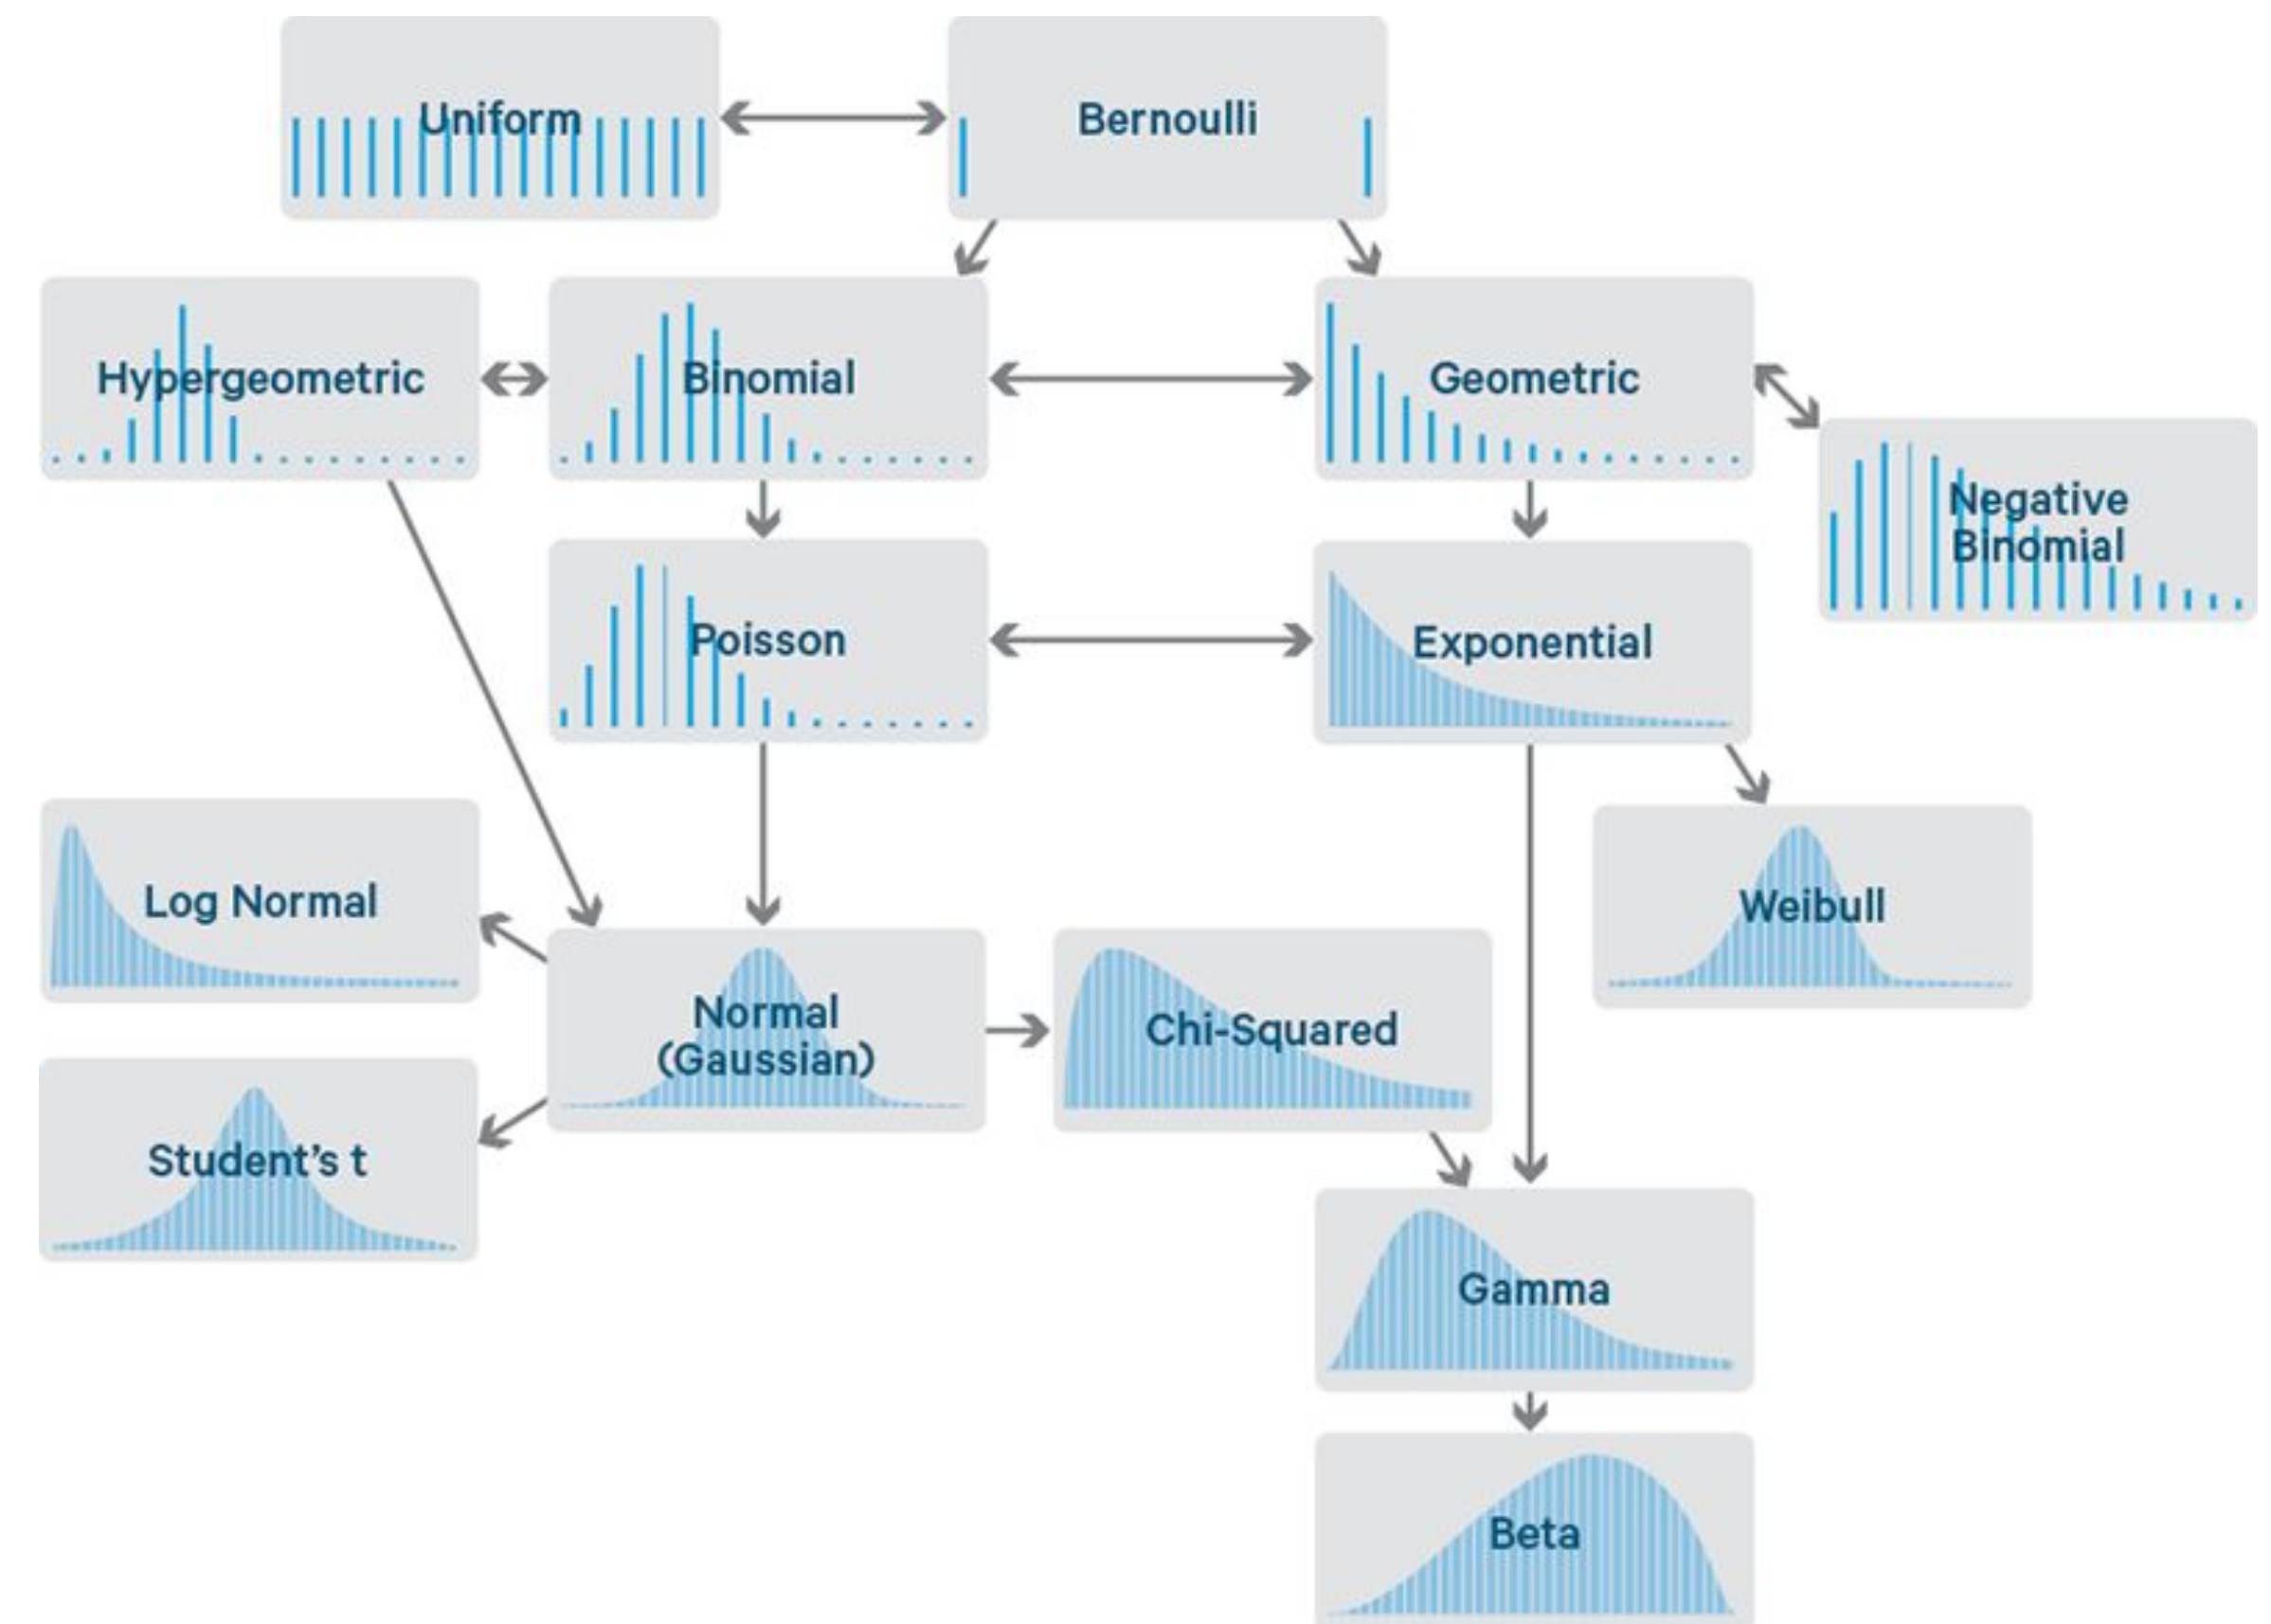 Uniform
Bernoulli
Hypergeometric
Binomial
Geometric
Negative
Binomial
Poisson
Exponential
Log Normal
Weibull
Normal
(Gaussian)
Chi-Squared
Student’s t
Gamma
Beta